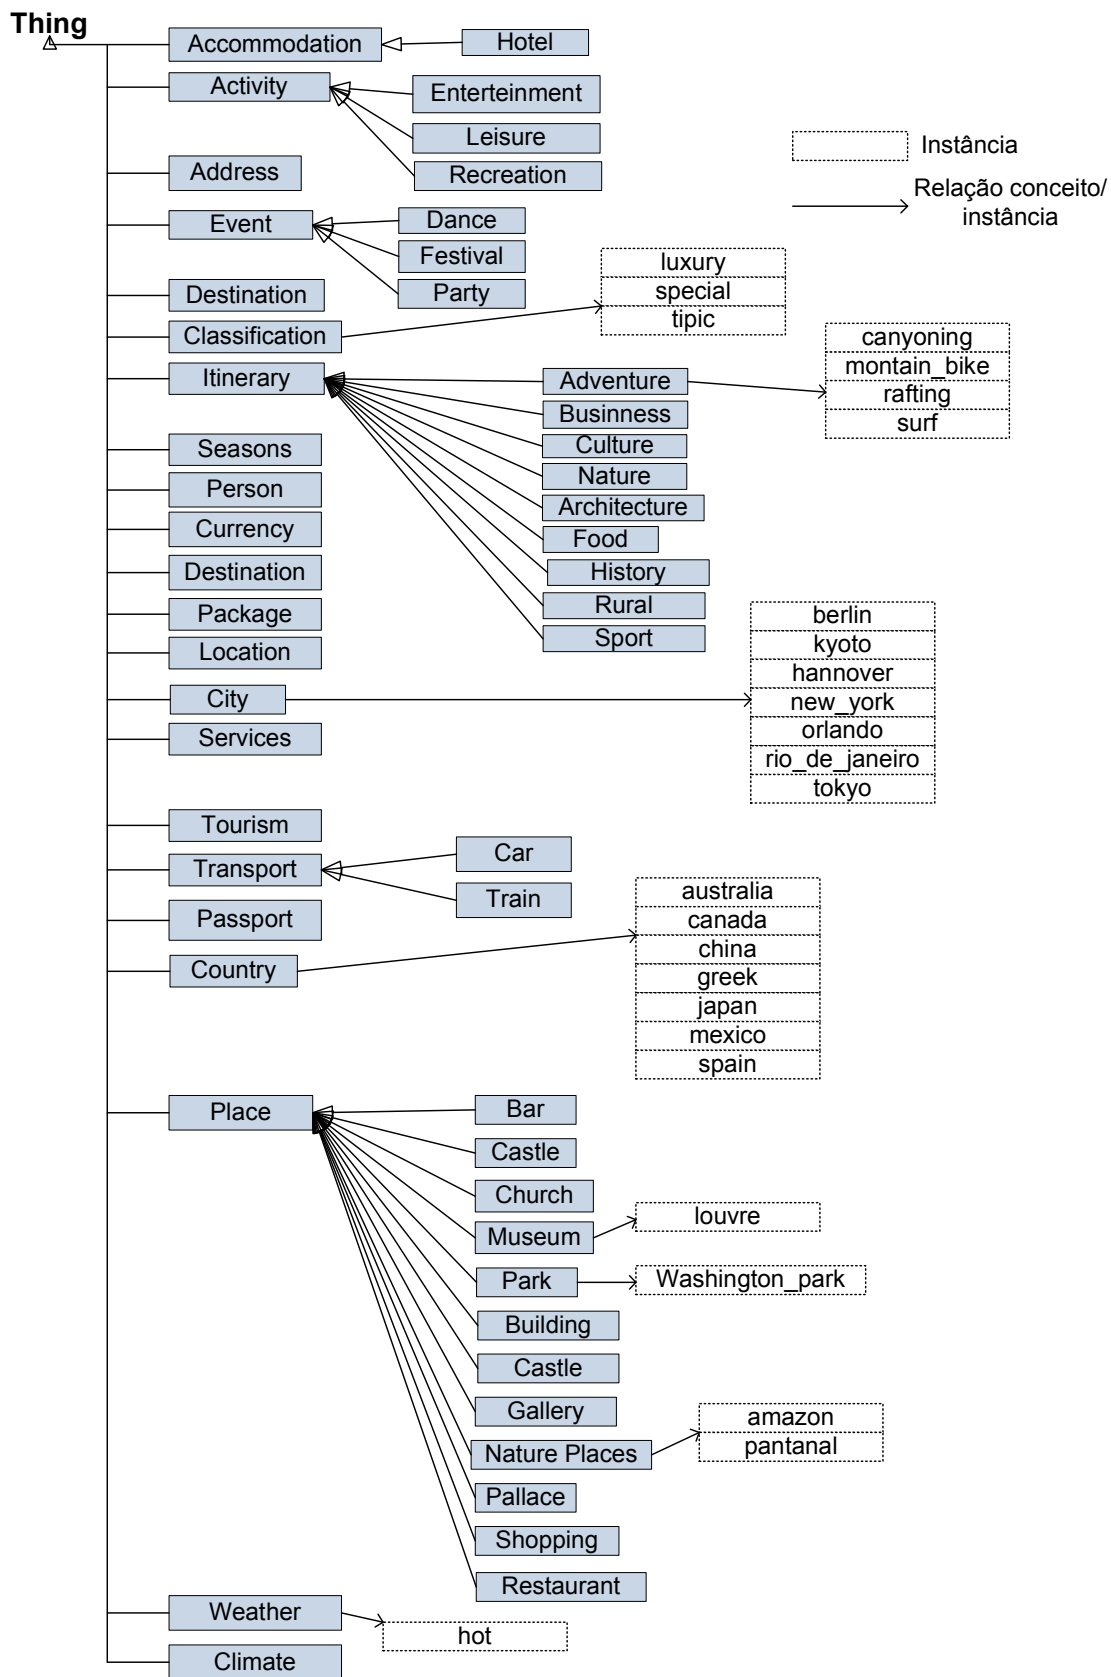 Thing
Accommodation
Hotel
Activity
Enterteinment
Leisure
Recreation
Instância
Relação conceito/
instância
Address
Event
Dance
Festival
Party
Destination
Classification
luxury
special
tipic
Itinerary
Adventure
Businness
Culture
Nature
Architecture
Food
History
Rural
Sport
canyoning
montain_bike
rafting
surf
Seasons
Person
Currency
Destination
Package
Location
City
berlin
kyoto
hannover
new_york
orlando
rio_de_janeiro
tokyo
Services
Tourism
Transport
Car
Train
Passport
Country
australia
canada
china
greek
japan
mexico
spain
Place
Bar
Castle
Church
Museum
louvre
Park
Washington_park
Building
Castle
Gallery
Nature Places
amazon
pantanal
Pallace
Shopping
Restaurant
Weather
hot
Climate